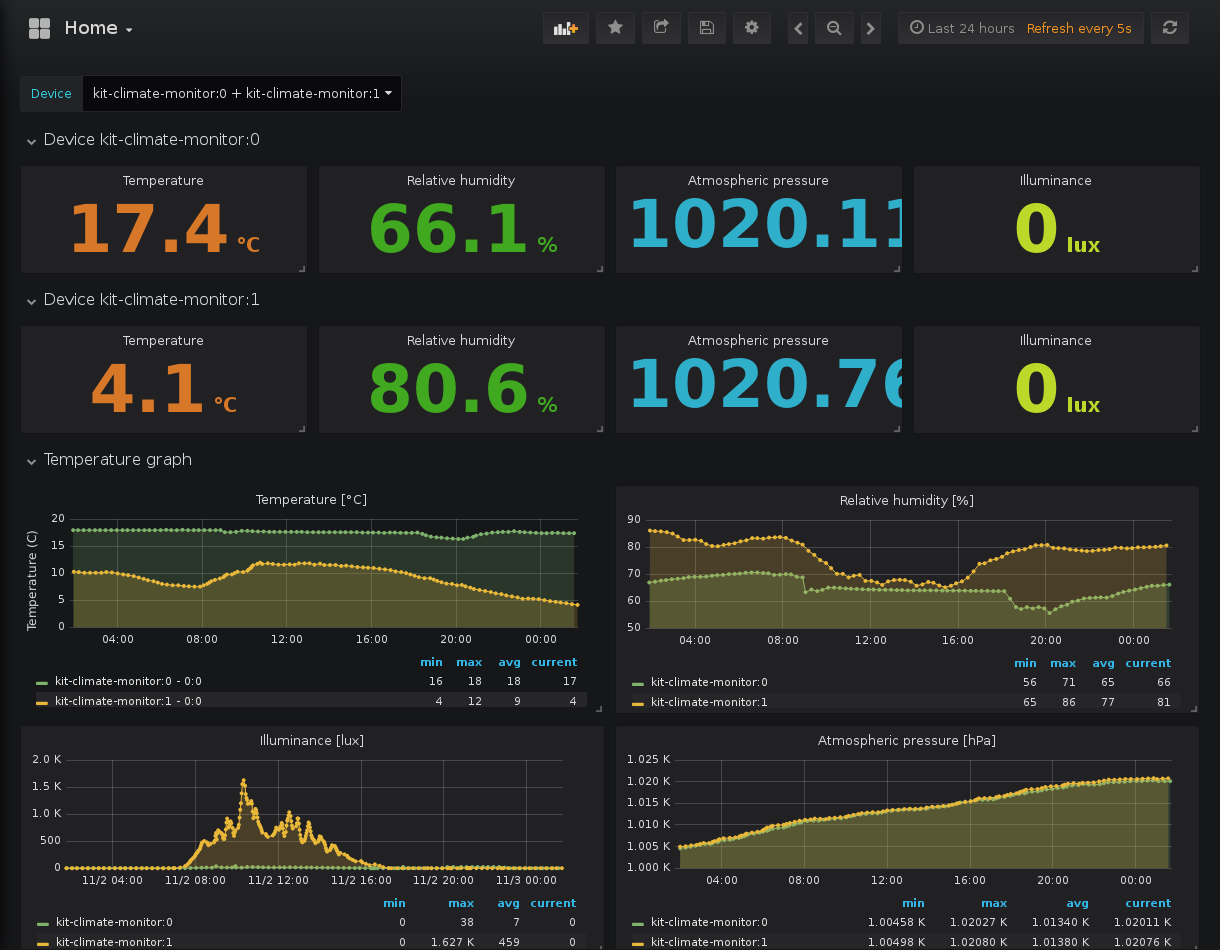 Home
Last 24 hours Refresh every 5s
Device kit-climate-monitor:0 + kit-climate-monitor:1
Device kit-climate-monitor:0
Temperature Relative humidity Atmospheric pressure Illuminance
17.4 °C 66.1 % 1020.11 0 lux
Device kit-climate-monitor:1
Temperature Relative humidity Atmospheric pressure Illuminance
4.1 °C 80.6 % 1020.76 0 lux
Temperature graph
Temperature [°C]
Temperature (C)
20
15
10
5
0
04:00 08:00 12:00 16:00 20:00 00:00
min max avg current
kit-climate-monitor:0 - 0:0 16 18 18 17
kit-climate-monitor:1 - 0:0 4 12 9 4
Relative humidity [%]
90
80
70
60
50
04:00 08:00 12:00 16:00 20:00 00:00
min max avg current
kit-climate-monitor:0 56 71 65 66
kit-climate-monitor:1 65 86 77 81
Illuminance [lux]
2.0 K
1.5 K
1.0 K
500
0
11/2 04:00 11/2 08:00 11/2 12:00 11/2 16:00 11/2 20:00 11/3 00:00
min max avg current
kit-climate-monitor:0 0 38 7 0
kit-climate-monitor:1 0 1.627 K 459 0
Atmospheric pressure [hPa]
1.025 K
1.020 K
1.015 K
1.010 K
1.005 K
1.000 K
04:00 08:00 12:00 16:00 20:00 00:00
min max avg current
kit-climate-monitor:0 1.00458 K 1.02027 K 1.01340 K 1.02011 K
kit-climate-monitor:1 1.00498 K 1.02080 K 1.01380 K 1.02076 K